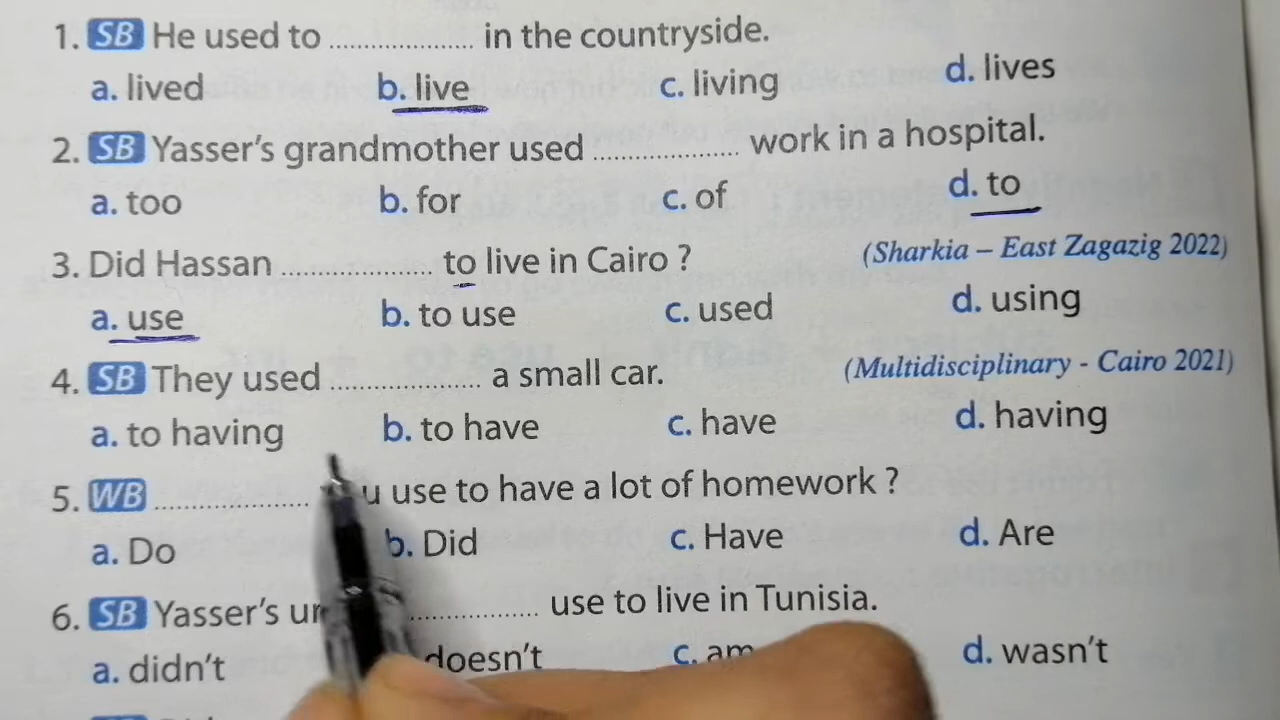 1. SB He used to .................... in the countryside.
a. lived b. live c. living d. lives
2. SB Yasser's grandmother used .................... work in a hospital.
a. too b. for c. of d. to
3. Did Hassan .................... to live in Cairo ? (Sharkia – East Zagazig 2022)
a. use b. to use c. used d. using
4. SB They used .................... a small car. (Multidisciplinary - Cairo 2021)
a. to having b. to have c. have d. having
5. WB .................... u use to have a lot of homework ?
a. Do b. Did c. Have d. Are
6. SB Yasser's .................... use to live in Tunisia.
a. didn't doesn't c. am d. wasn't